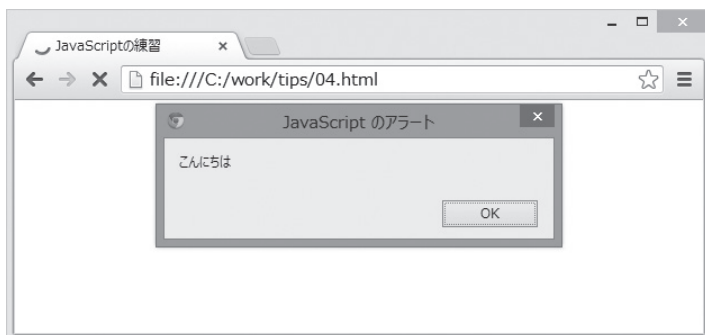 JavaScriptの練習
file:///C:/work/tips/04.html
JavaScript のアラート
こんにちは
OK